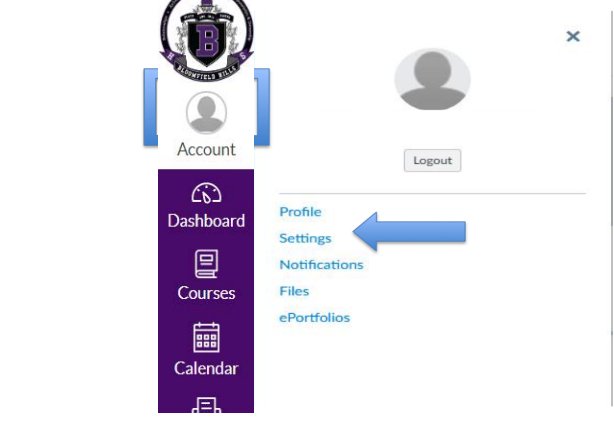 B
BLOOMFIELD HILLS
H S
Account
Dashboard
Courses
Calendar
×
Logout
Profile
Settings
Notifications
Files
ePortfolios